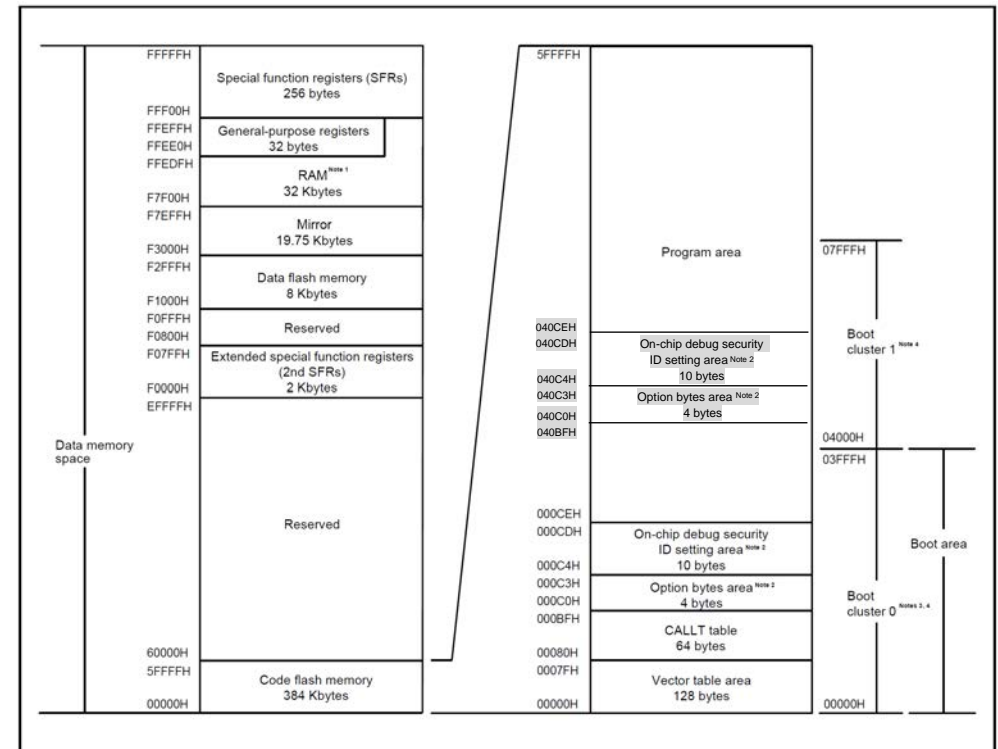 FFFFFH
Special function registers (SFRs)
256 bytes
FFF00H
FFEFFH
General-purpose registers
32 bytes
FFEE0H
FFEDFH
RAM Note 1
32 Kbytes
F7F00H
F7EFFH
Mirror
19.75 Kbytes
F3000H
F2FFFH
Data flash memory
8 Kbytes
F1000H
F0FFFH
Reserved
F0800H
F07FFH
Extended special function registers
(2nd SFRs)
2 Kbytes
F0000H
EFFFFH
Data memory
space
Reserved
60000H
5FFFFH
Code flash memory
384 Kbytes
00000H
5FFFFH
Program area
040CEH
040CDH
On-chip debug security
ID setting area Note 2
10 bytes
040C4H
040C3H
Option bytes area Note 2
4 bytes
040C0H
040BFH
000CEH
000CDH
On-chip debug security
ID setting area Note 2
10 bytes
000C4H
000C3H
Option bytes area Note 2
4 bytes
000C0H
000BFH
CALLT table
64 bytes
00080H
0007FH
Vector table area
128 bytes
00000H
07FFFH
Boot
cluster 1 Note 4
04000H
03FFFH
Boot area
Boot
cluster 0 Notes 3, 4
00000H